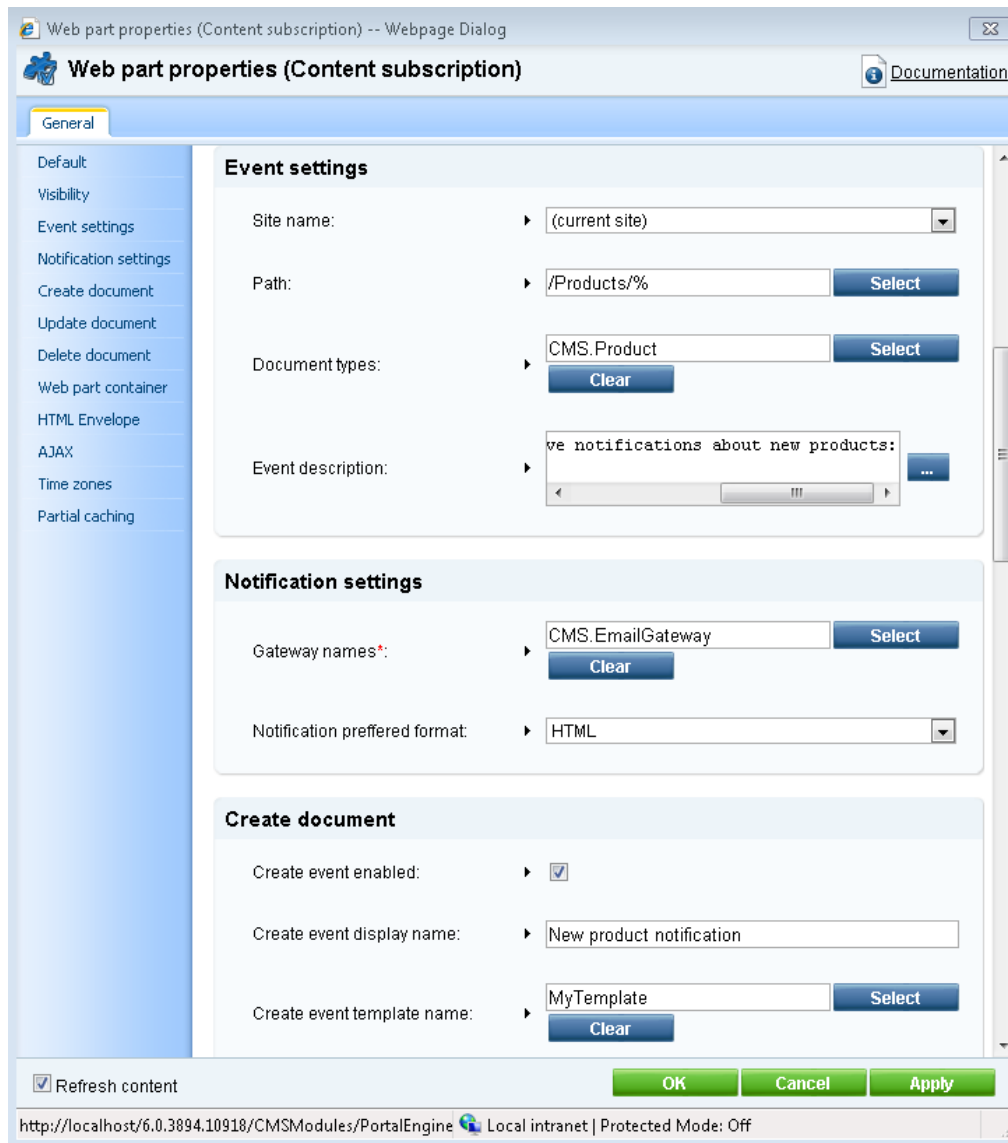 Web part properties (Content subscription) -- Webpage Dialog
Web part properties (Content subscription)
Documentation
General
Default
Visibility
Event settings
Notification settings
Create document
Update document
Delete document
Web part container
HTML Envelope
AJAX
Time zones
Partial caching
Event settings
Site name:
(current site)
Path:
/Products/%
Select
Document types:
CMS.Product
Select
Clear
Event description:
ve notifications about new products:
...
Notification settings
Gateway names*:
CMS.EmailGateway
Select
Clear
Notification preffered format:
HTML
Create document
Create event enabled:
Create event display name:
New product notification
Create event template name:
MyTemplate
Select
Clear
Refresh content
OK
Cancel
Apply
http://localhost/6.0.3894.10918/CMSModules/PortalEngine
Local intranet | Protected Mode: Off